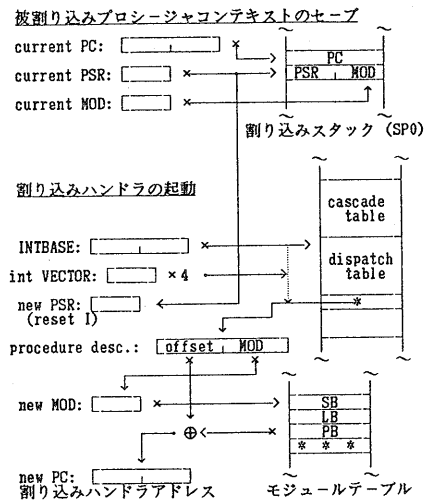 被割り込みプロシージャコンテキストのセーブ
current PC:
PC
current PSR:
PSR MOD
current MOD:
割り込みスタック (SP0)
割り込みハンドラの起動
cascade
table
INTBASE:
dispatch
table
int VECTOR: ×4
new PSR:
(reset I)
*
procedure desc.: offset MOD
new MOD:
SB
LB
PB
* * *
new PC:
割り込みハンドラアドレス
モジュールテーブル